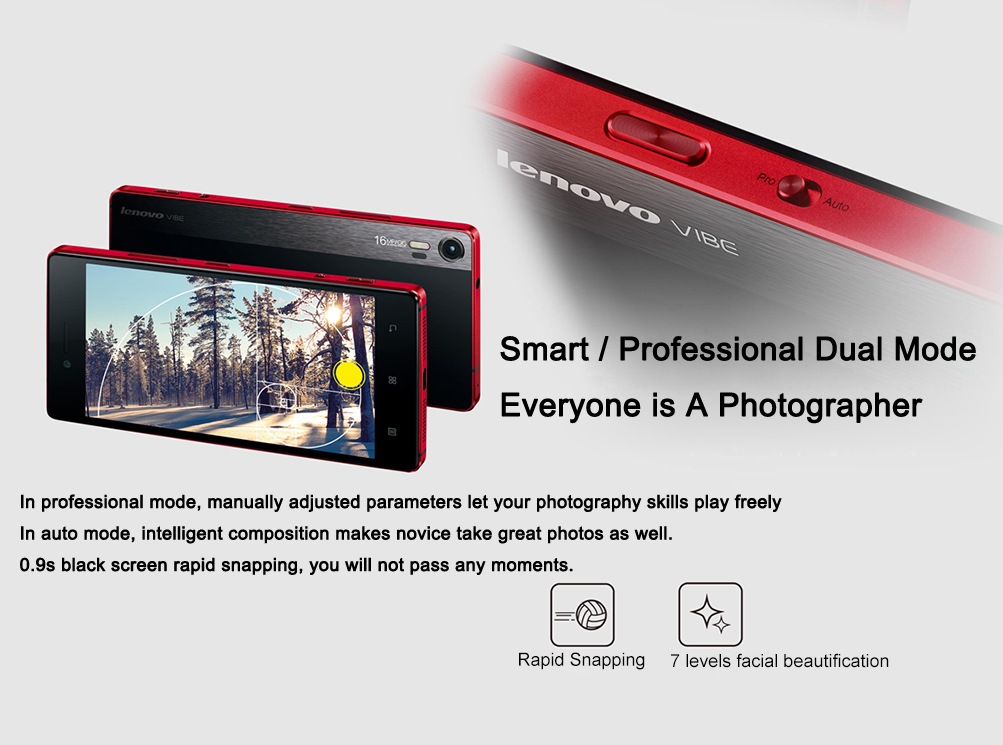 lenovo VIBE
Pro
Auto
lenovo VIBE
16
Smart / Professional Dual Mode
Everyone is A Photographer
In professional mode, manually adjusted parameters let your photography skills play freely
In auto mode, intelligent composition makes novice take great photos as well.
0.9s black screen rapid snapping, you will not pass any moments.
Rapid Snapping
7 levels facial beautification